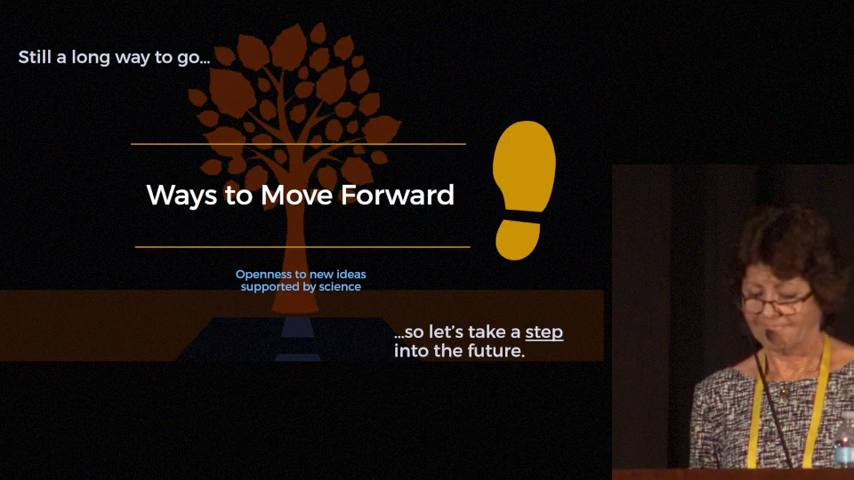 Still a long way to go...
Ways to Move Forward
Openness to new ideas
supported by science
...so let's take a step
into the future.